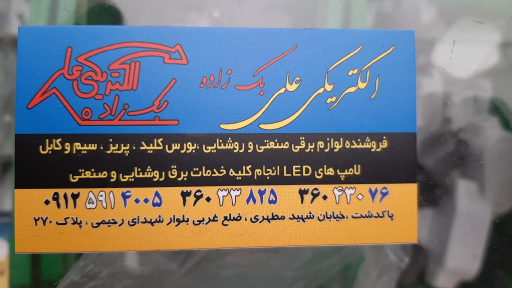 الکتریکی علی بک زاده
الکتریکی علی
بک زاده
فروشنده لوازم برقی صنعتی و روشنایی ،بورس کلید ، پریز ، سیم و کابل
لامپ های LED انجام کلیه خدمات برق روشنایی و صنعتی
۰۹۱۲ ۵۹۱ ۴۰۰۵ ۳۶۰ ۳۳ ۸۲۵ ۳۶۰ ۴۳۰ ۷۶
پاکدشت ،خیابان شهید مطهری ، ضلع غربی بلوار شهدای رحیمی ، پلاک ۲۷۰